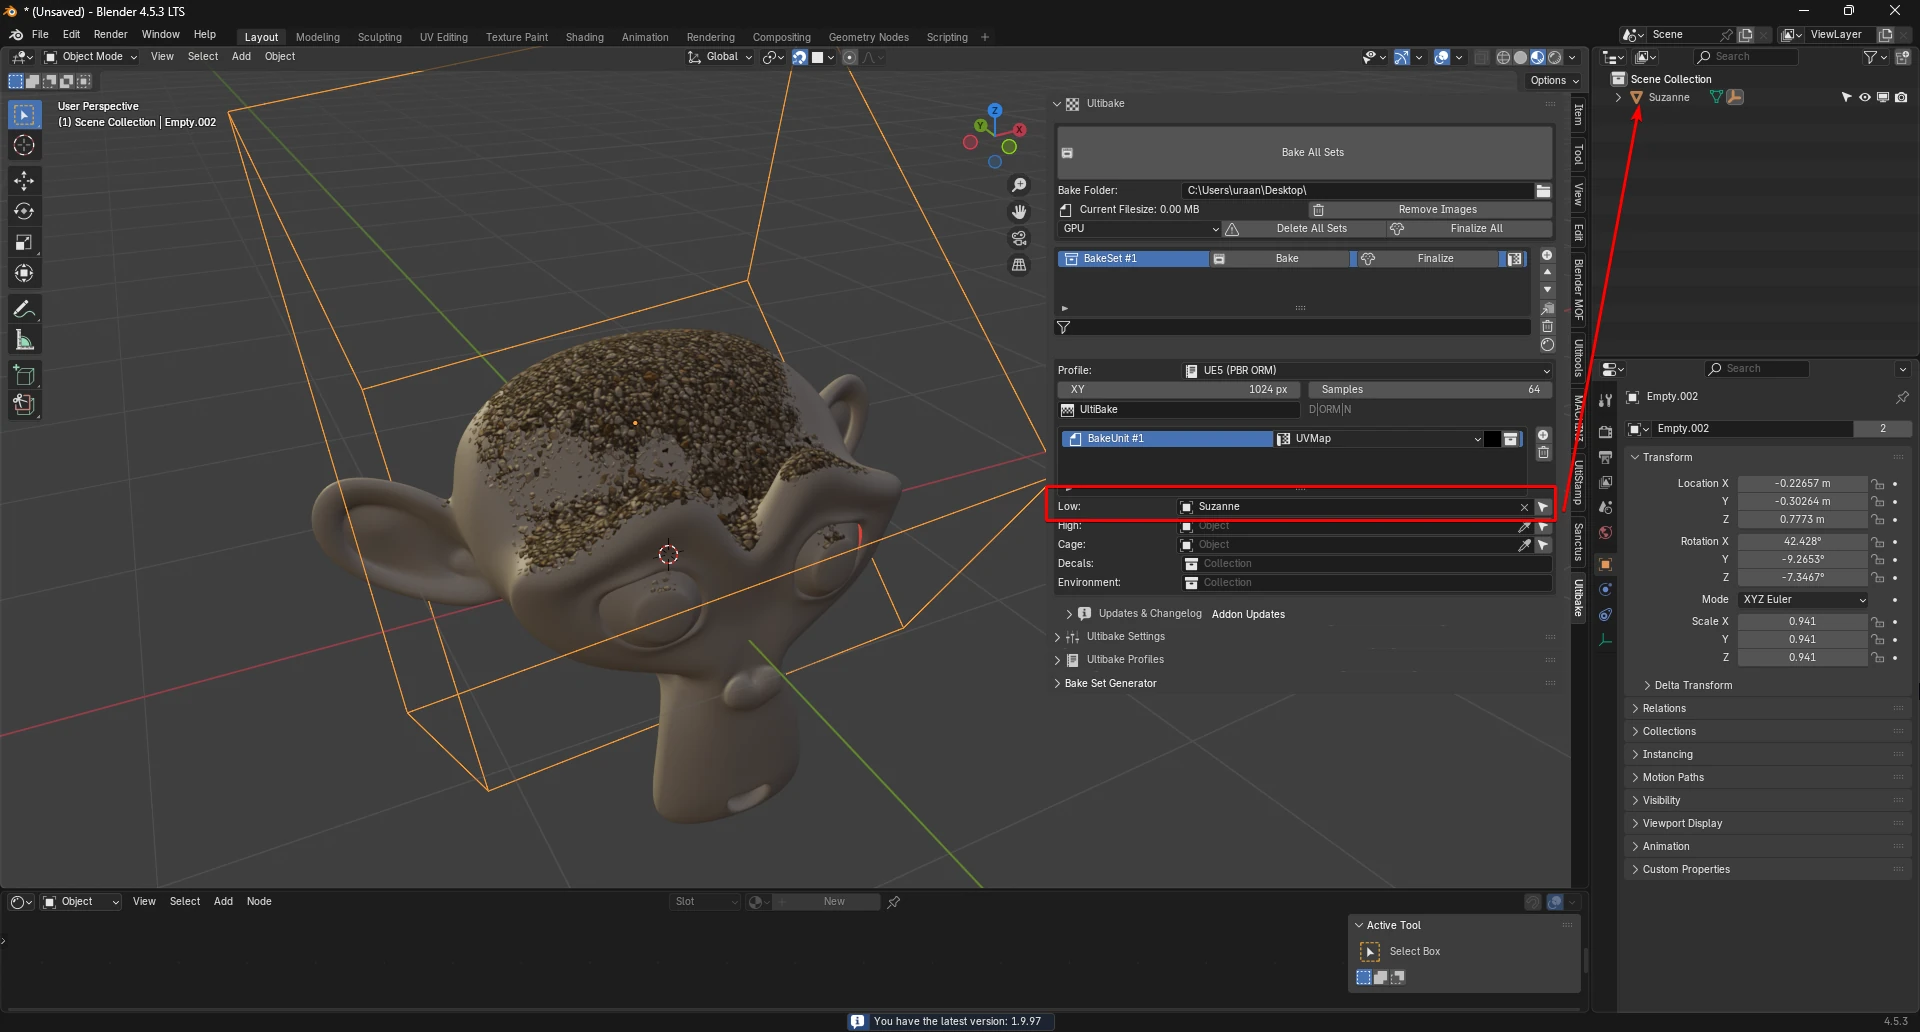 * (Unsaved) - Blender 4.5.3 LTS
File Edit Render Window Help Layout Modeling Sculpting UV Editing Texture Paint Shading Animation Rendering Compositing Geometry Nodes Scripting +
Scene ViewLayer
Object Mode View Select Add Object Global
Search
Options
Scene Collection
Suzanne
User Perspective
(1) Scene Collection | Empty.002
Z
Y
X
Ultibake
Bake All Sets
Bake Folder: C:\Users\uraan\Desktop\
Current Filesize: 0.00 MB Remove Images
GPU Delete All Sets Finalize All
BakeSet #1 Bake Finalize
Profile: UE5 (PBR ORM)
XY 1024 px Samples 64
UltiBake D|ORM|N
BakeUnit #1 UVMap
Low: Suzanne
High: Object
Cage: Object
Decals: Collection
Environment: Collection
Updates & Changelog Addon Updates
Ultibake Settings
Ultibake Profiles
Bake Set Generator
Item
Tool
View
Edit
Blender MOF
Ultitools
UltiStamp
Sanctus
Ultibake
Search
Empty.002
Empty.002 2
Transform
Location X -0.22657 m
Y -0.30264 m
Z 0.7773 m
Rotation X 42.428°
Y -9.2653°
Z -7.3467°
Mode XYZ Euler
Scale X 0.941
Y 0.941
Z 0.941
Delta Transform
Relations
Collections
Instancing
Motion Paths
Visibility
Viewport Display
Animation
Custom Properties
Object View Select Add Node Slot New
Active Tool
Select Box
You have the latest version: 1.9.97
4.5.3